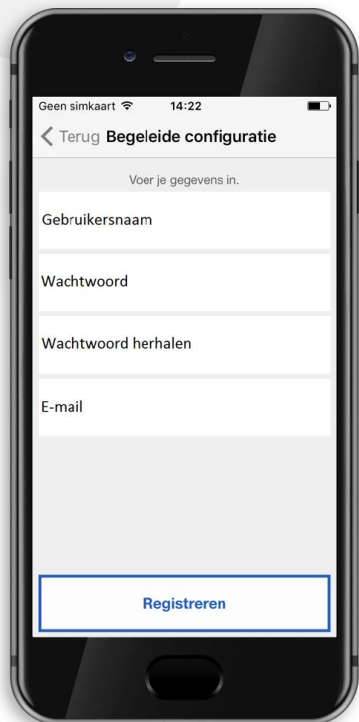 Geen simkaart 14:22
Terug Begeleide configuratie
Voer je gegevens in.
Gebruikersnaam
Wachtwoord
Wachtwoord herhalen
E-mail
Registreren